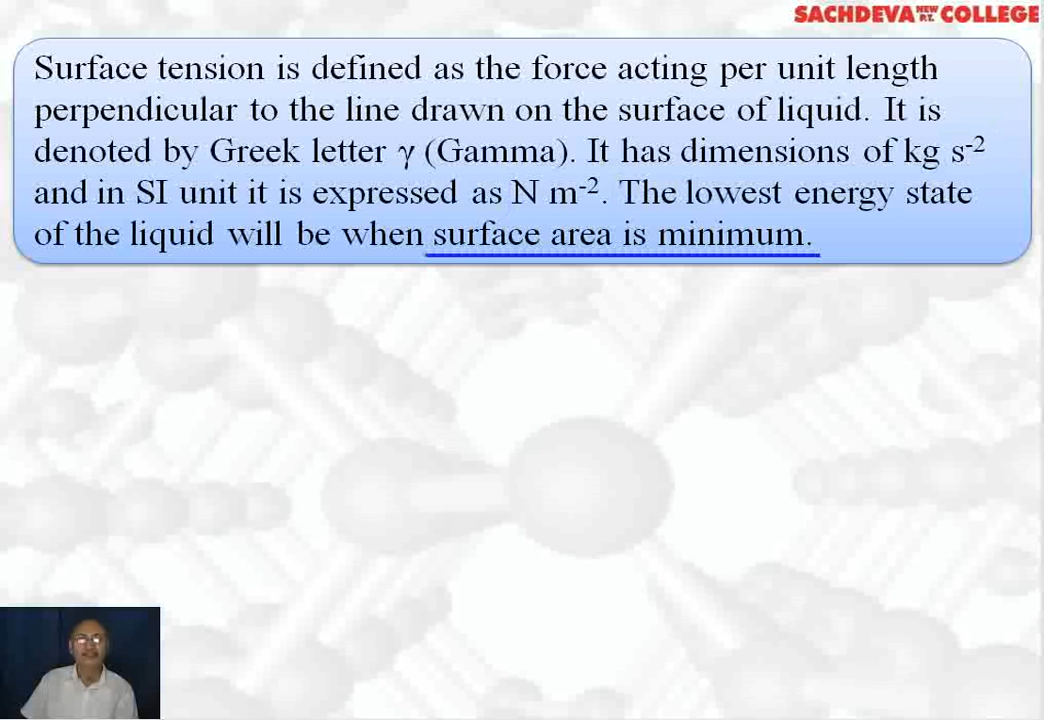 SACHDEVA NEW P.T. COLLEGE
Surface tension is defined as the force acting per unit length
perpendicular to the line drawn on the surface of liquid. It is
denoted by Greek letter γ (Gamma). It has dimensions of kg s⁻²
and in SI unit it is expressed as N m⁻². The lowest energy state
of the liquid will be when surface area is minimum.